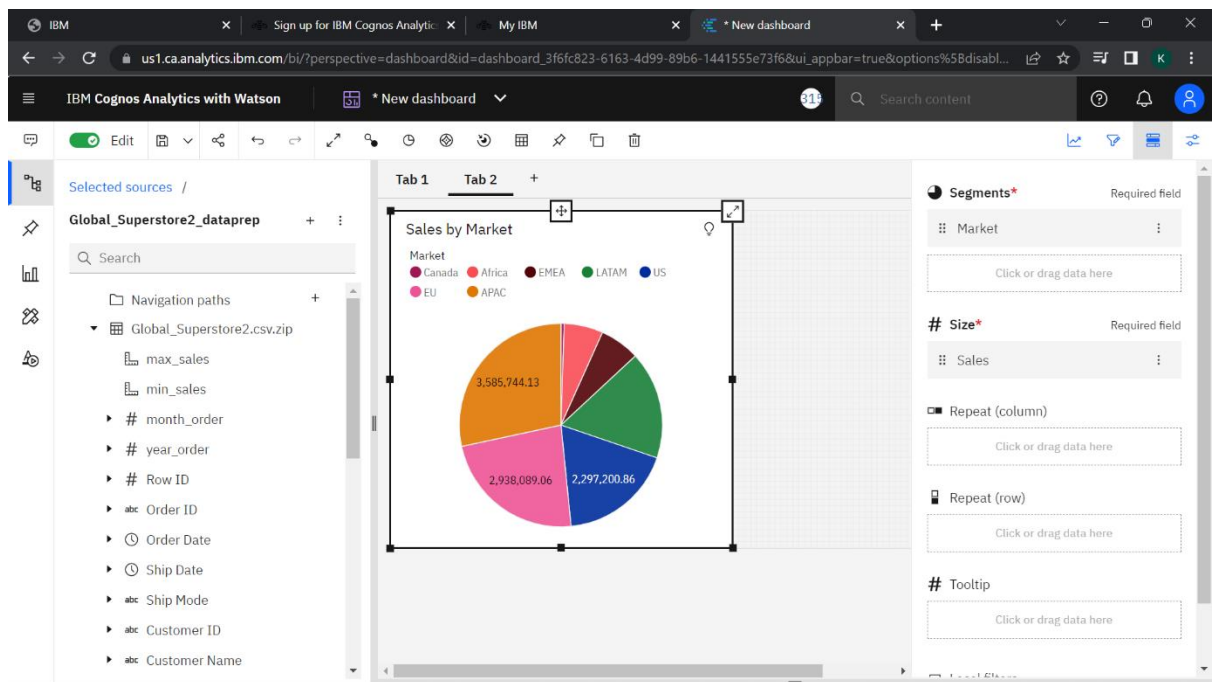 IBM
Sign up for IBM Cognos Analytic
My IBM
* New dashboard
us1.ca.analytics.ibm.com/bi/?perspective=dashboard&id=dashboard_3f6fc823-6163-4d99-89b6-1441555e73f6&ui_appbar=true&options%5Bdisabl...
K
IBM Cognos Analytics with Watson
* New dashboard
315
Search content
Edit
Selected sources /
Global_Superstore2_dataprep
Search
Navigation paths
Global_Superstore2.csv.zip
max_sales
min_sales
# month_order
# year_order
# Row ID
abc Order ID
Order Date
Ship Date
abc Ship Mode
abc Customer ID
abc Customer Name
Tab 1
Tab 2
Sales by Market
Market
Canada
Africa
EMEA
LATAM
US
EU
APAC
3,585,744.13
2,938,089.06
2,297,200.86
Segments*
Required field
Market
Click or drag data here
# Size*
Required field
Sales
Repeat (column)
Click or drag data here
Repeat (row)
Click or drag data here
# Tooltip
Click or drag data here